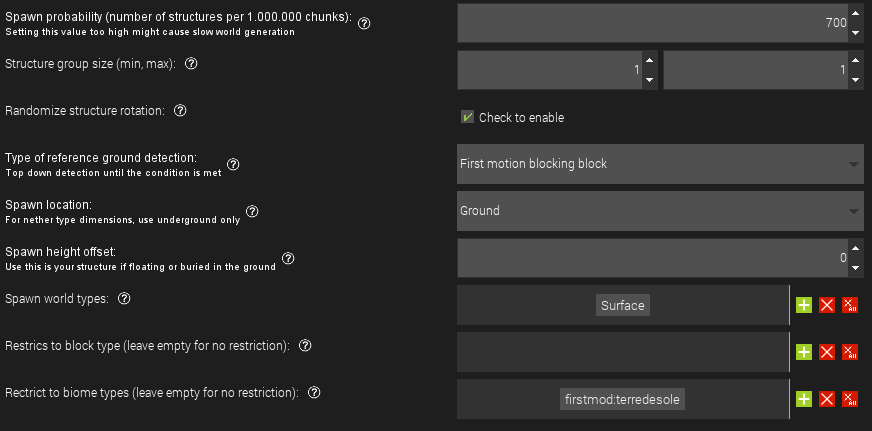 Spawn probability (number of structures per 1.000.000 chunks): ? 700
Setting this value too high might cause slow world generation
Structure group size (min, max): ? 1 1
Randomize structure rotation: ? Check to enable
Type of reference ground detection: ? First motion blocking block
Top down detection until the condition is met
Spawn location: ? Ground
For nether type dimensions, use underground only
Spawn height offset: ? 0
Use this is your structure if floating or buried in the ground
Spawn world types: ? Surface
Restrics to block type (leave empty for no restriction): ?
Rectrict to biome types (leave empty for no restriction): ? firstmod:terredesole